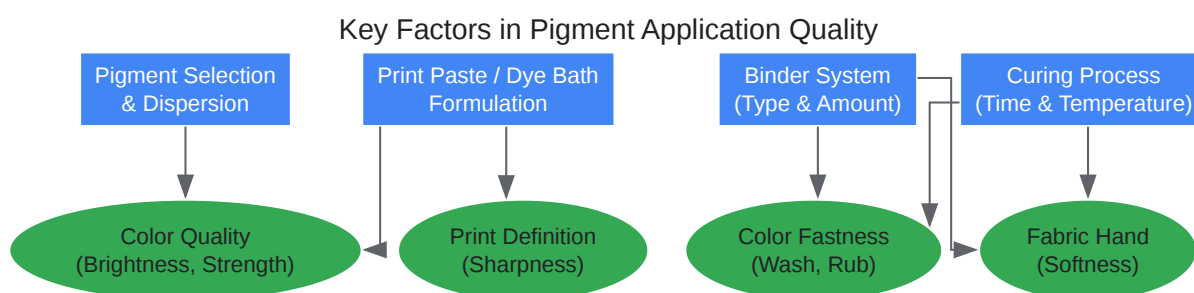 Key Factors in Pigment Application Quality
Pigment Selection
& Dispersion
Print Paste / Dye Bath
Formulation
Binder System
(Type & Amount)
Curing Process
(Time & Temperature)
Color Quality
(Brightness, Strength)
Print Definition
(Sharpness)
Color Fastness
(Wash, Rub)
Fabric Hand
(Softness)